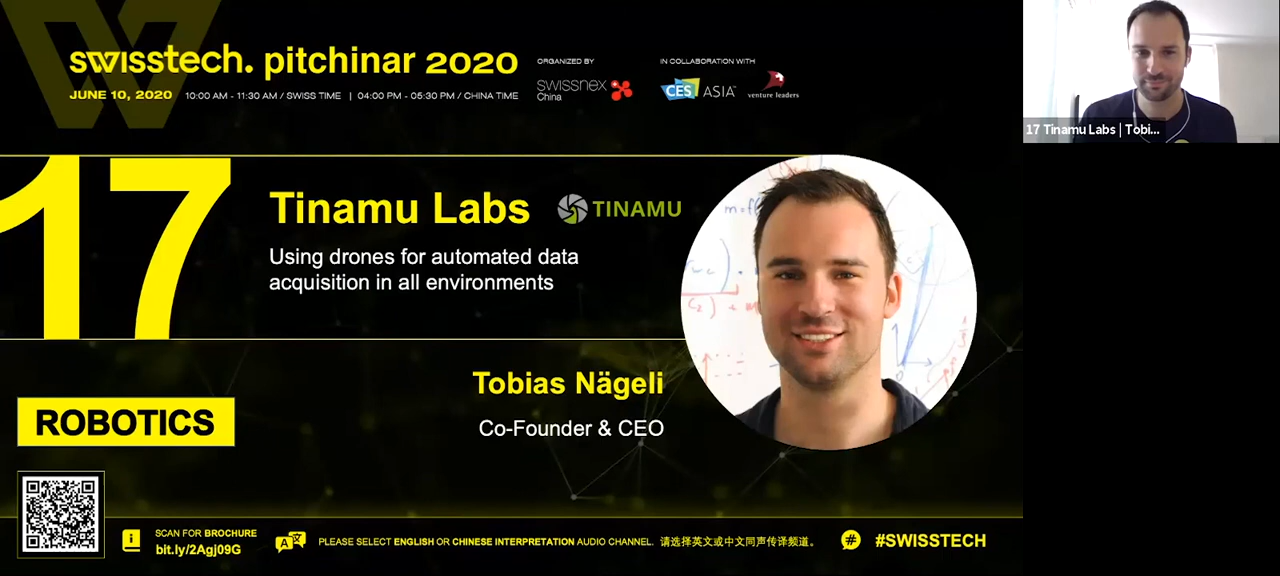 swisstech. pitchinar 2020
JUNE 10, 2020 10:00 AM - 11:30 AM / SWISS TIME | 04:00 PM - 05:30 PM / CHINA TIME
ORGANIZED BY
swissnex
China
IN COLLABORATION WITH
CES ASIA™
venture leaders
17 Tinamu Labs | Tobi...
17
Tinamu Labs
TINAMU
Using drones for automated data
acquisition in all environments
Tobias Nägeli
Co-Founder & CEO
ROBOTICS
SCAN FOR BROCHURE
bit.ly/2Agj09G
PLEASE SELECT ENGLISH OR CHINESE INTERPRETATION AUDIO CHANNEL. 请选择英文或中文同声传译频道。
#SWISSTECH